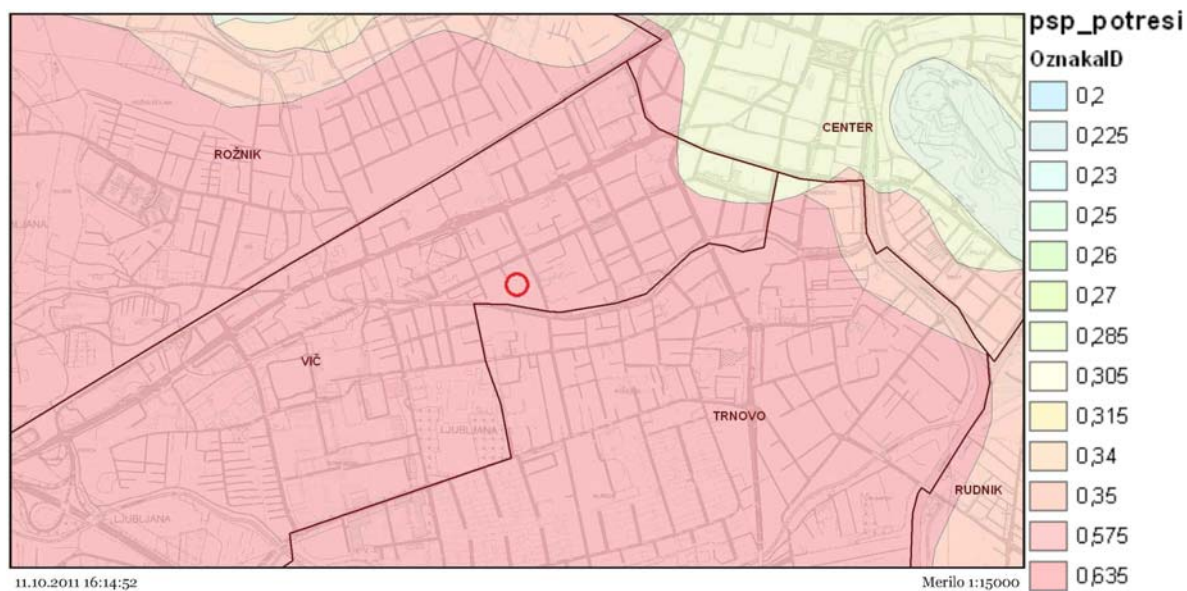 psp_potresi
OznakaID
0,2
0,225
0,23
0,25
0,26
0,27
0,285
0,305
0,315
0,34
0,35
0,575
0,635
CENTER
ROŽNIK
VIČ
TRNOVO
LJUBLJANA
RUDNIK
LJUBLJANA
11.10.2011 16:14:52
Merilo 1:15000